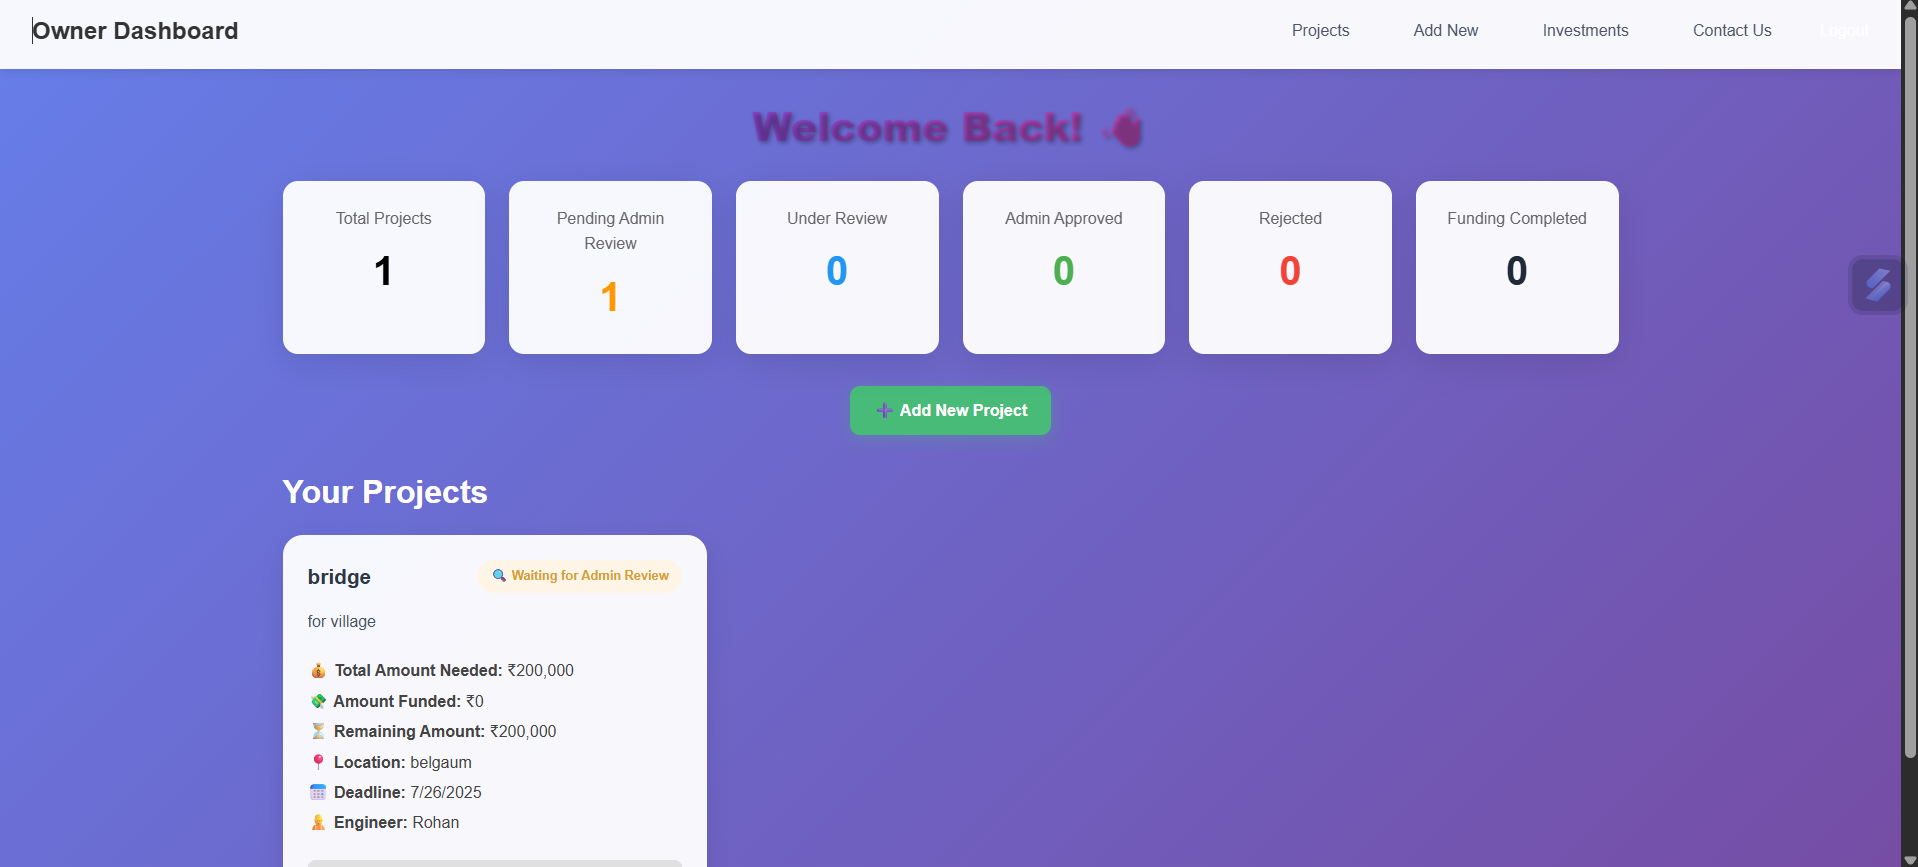 Owner Dashboard
Projects
Add New
Investments
Contact Us
Logout
Welcome Back! 👋
Total Projects
1
Pending Admin
Review
1
Under Review
0
Admin Approved
0
Rejected
0
Funding Completed
0
➕ Add New Project
Your Projects
bridge
🔍 Waiting for Admin Review
for village
💰 Total Amount Needed: ₹200,000
💸 Amount Funded: ₹0
⏳ Remaining Amount: ₹200,000
📍 Location: belgaum
📅 Deadline: 7/26/2025
👷 Engineer: Rohan